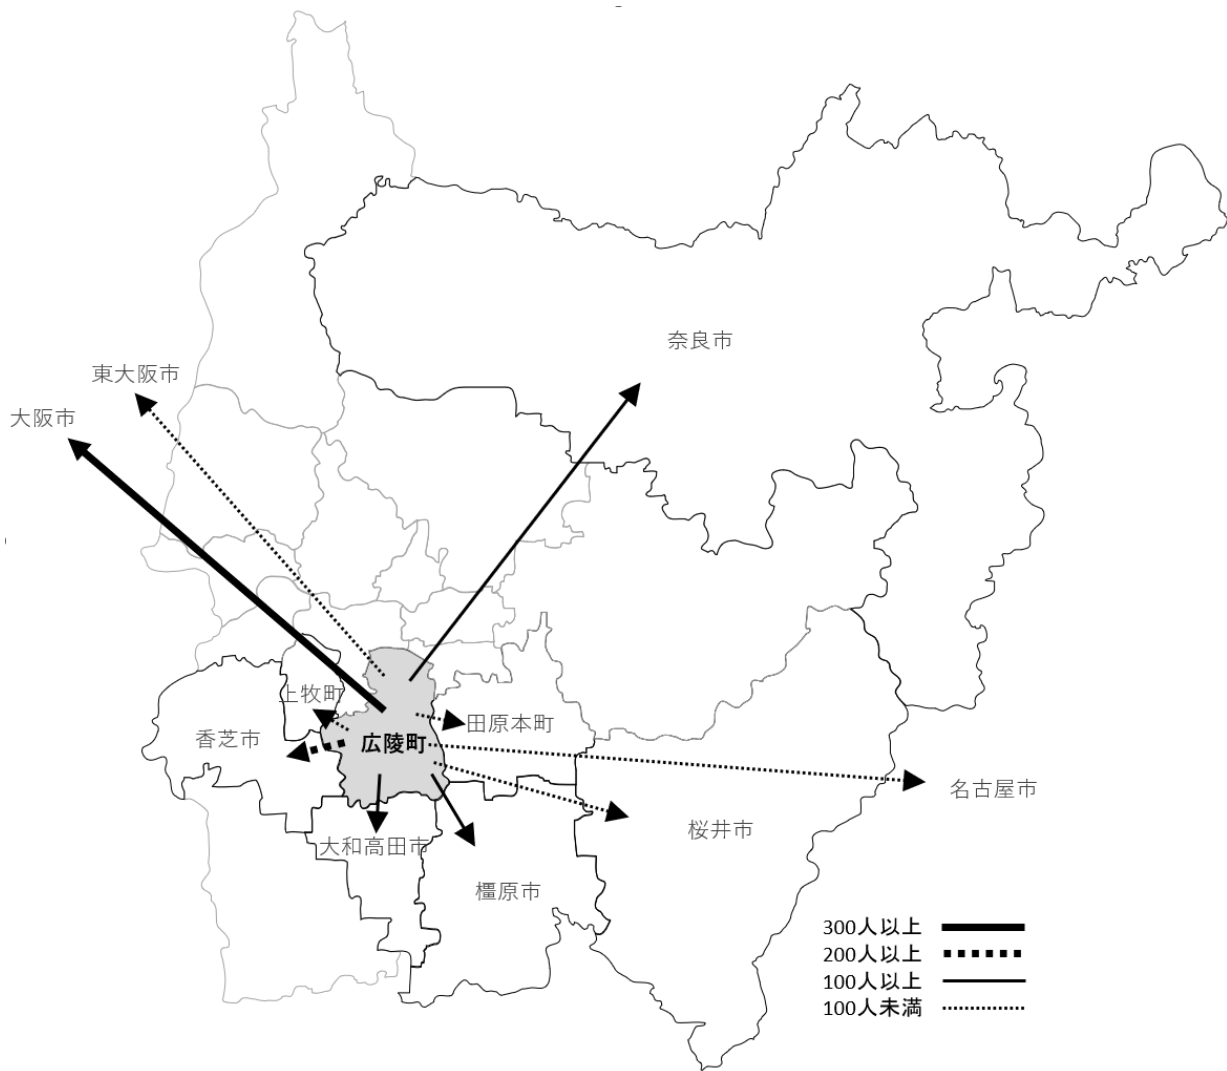 奈良市
東大阪市
大阪市
上牧町
田原本町
香芝市
広陵町
名古屋市
桜井市
大和高田市
橿原市
300人以上
200人以上
100人以上
100人未満